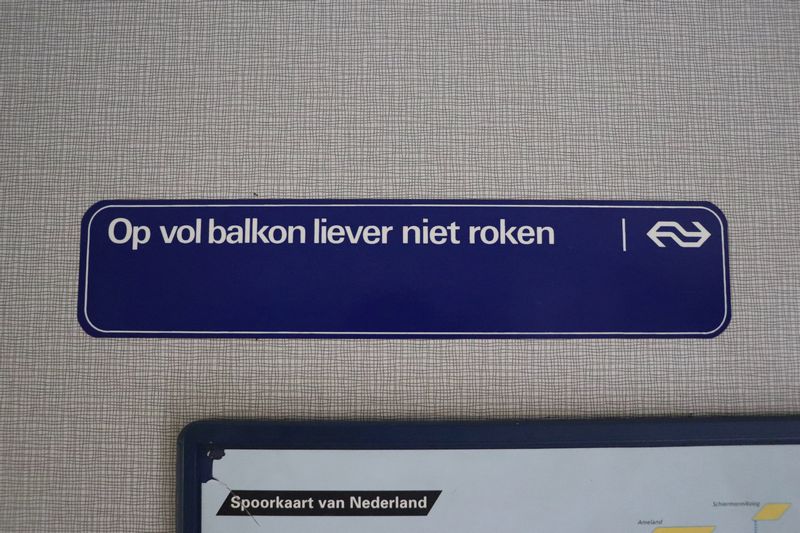 Op vol balkon liever niet roken
Spoorkaart van Nederland
Schiermonnikoog
Ameland